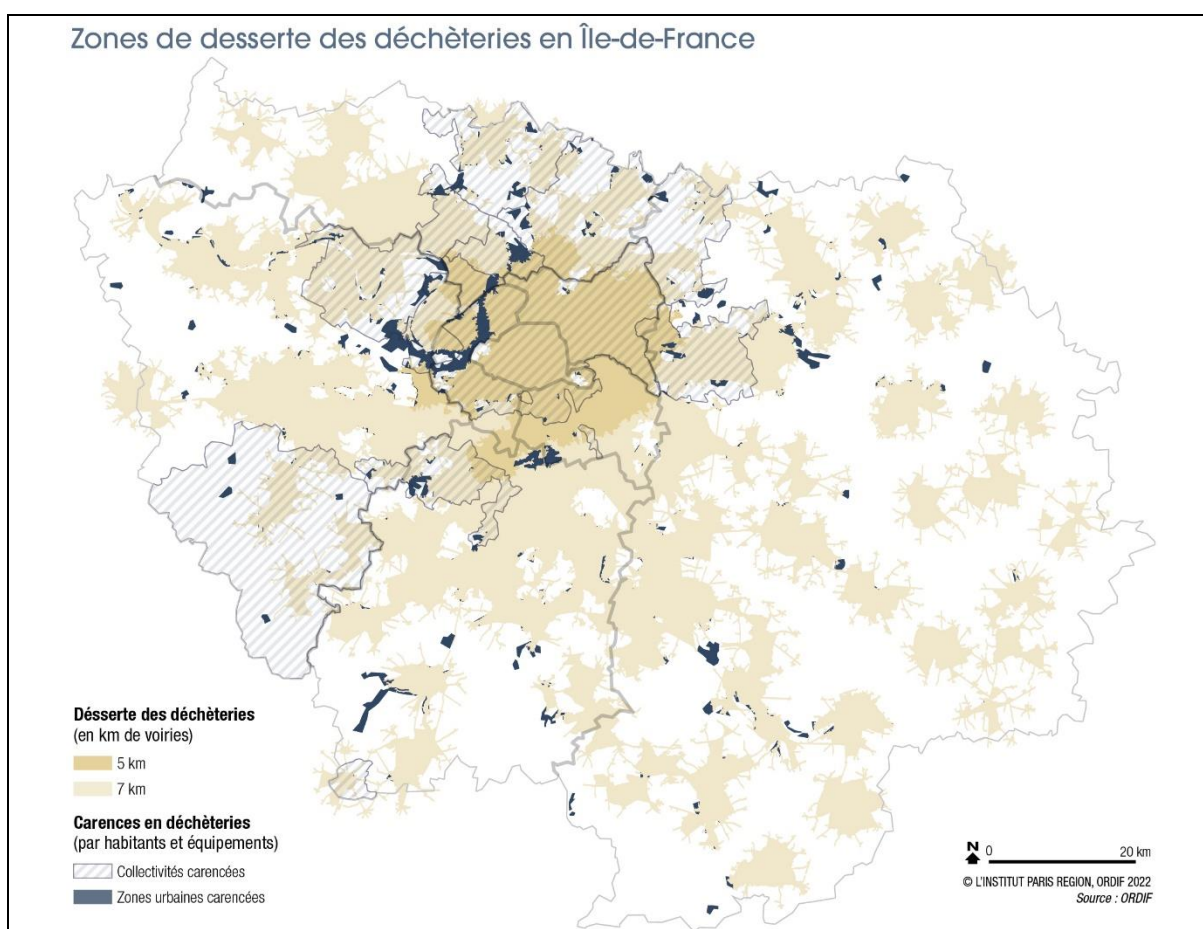 Zones de desserte des déchèteries en Île-de-France
Désserte des déchèteries
(en km de voiries)
5 km
7 km
Carences en déchèteries
(par habitants et équipements)
Collectivités carencées
Zones urbaines carencées
N 0 20 km
© L'INSTITUT PARIS REGION, ORDIF 2022
Source : ORDIF